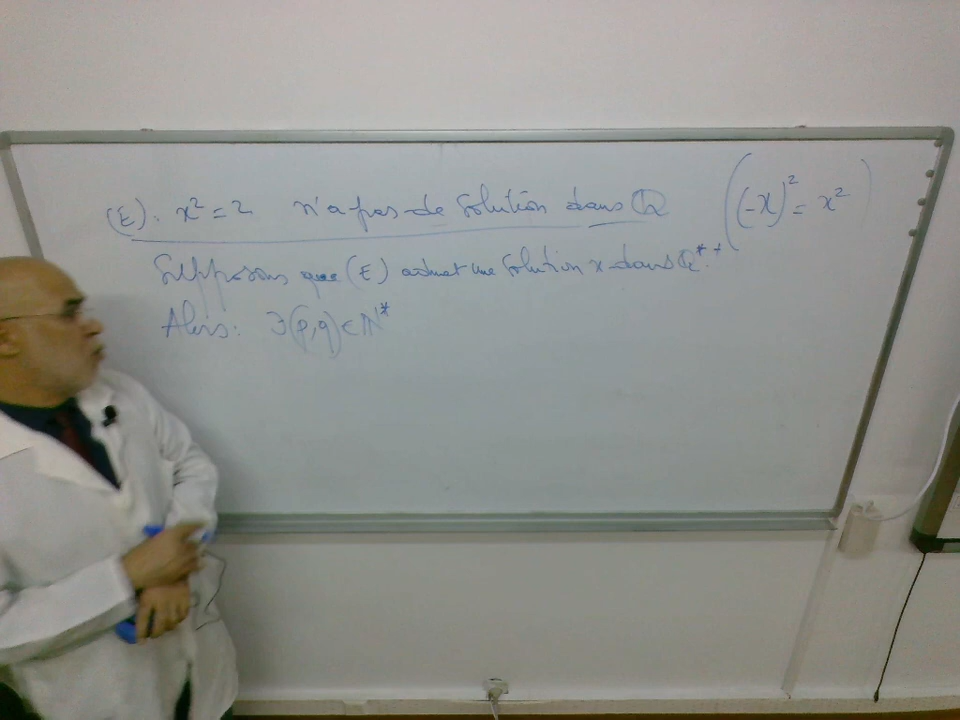 (E): x² = 2 n'a pas de solution dans ℚ ((-x)² = x²)
Supposons que (E) admet une solution x dans ℚ*⁺.
Alors: ∃(p,q) ∈ ℕ*